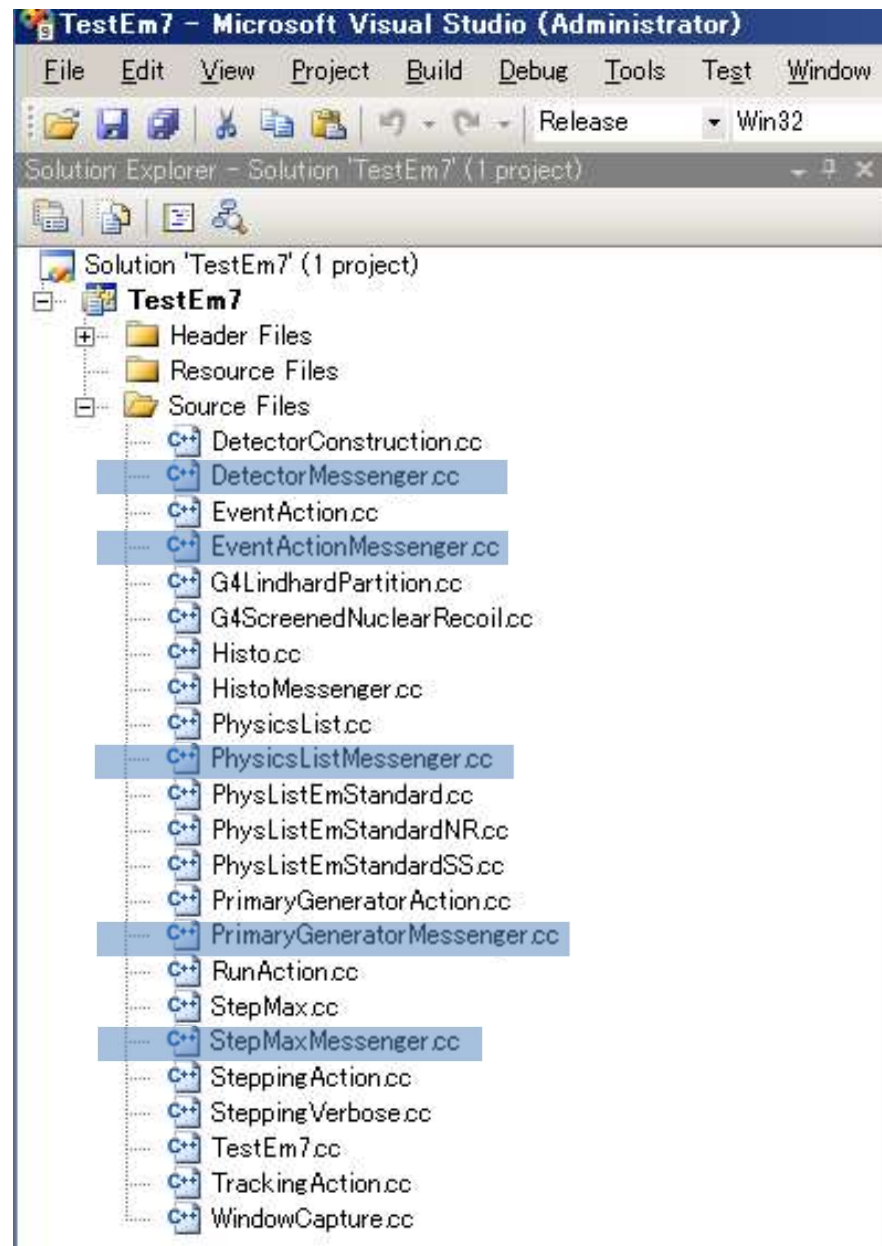 TestEm7 - Microsoft Visual Studio (Administrator)
File Edit View Project Build Debug Tools Test Window
Release Win32
Solution Explorer - Solution 'TestEm7' (1 project)
Solution 'TestEm7' (1 project)
TestEm7
Header Files
Resource Files
Source Files
C++ DetectorConstruction.cc
C++ DetectorMessenger.cc
C++ EventAction.cc
C++ EventActionMessenger.cc
C++ G4LindhardPartition.cc
C++ G4ScreenedNuclearRecoil.cc
C++ Histo.cc
C++ HistoMessenger.cc
C++ PhysicsList.cc
C++ PhysicsListMessenger.cc
C++ PhysListEmStandard.cc
C++ PhysListEmStandardNR.cc
C++ PhysListEmStandardSS.cc
C++ PrimaryGeneratorAction.cc
C++ PrimaryGeneratorMessenger.cc
C++ RunAction.cc
C++ StepMax.cc
C++ StepMaxMessenger.cc
C++ SteppingAction.cc
C++ SteppingVerbose.cc
C++ TestEm7.cc
C++ TrackingAction.cc
C++ WindowCapture.cc